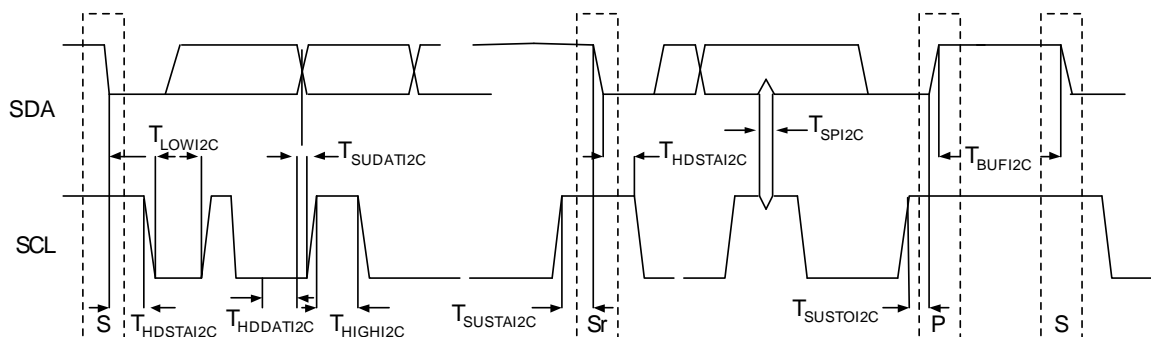 SDA
T_LOWI2C
T_SUDATI2C
T_SPI2C
T_HDSTAI2C
T_BUFI2C
SCL
S
T_HDSTAI2C
T_HDDATI2C
T_HIGHI2C
T_SUSTAI2C
Sr
T_SUSTOI2C
P
S